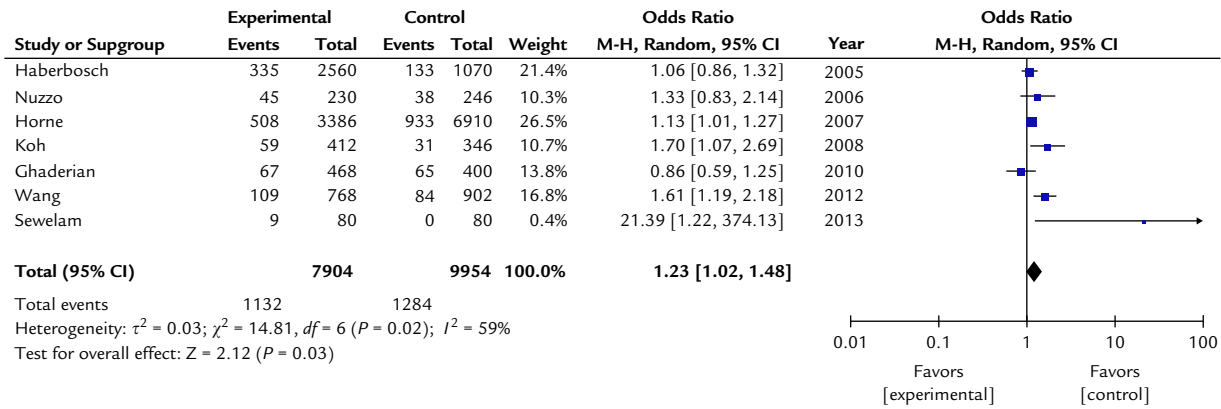 Experimental Control Odds Ratio Odds Ratio
Study or Supgroup Events Total Events Total Weight M-H, Random, 95% CI Year M-H, Random, 95% CI
Haberbosch 335 2560 133 1070 21.4% 1.06 [0.86, 1.32] 2005
Nuzzo 45 230 38 246 10.3% 1.33 [0.83, 2.14] 2006
Horne 508 3386 933 6910 26.5% 1.13 [1.01, 1.27] 2007
Koh 59 412 31 346 10.7% 1.70 [1.07, 2.69] 2008
Ghaderian 67 468 65 400 13.8% 0.86 [0.59, 1.25] 2010
Wang 109 768 84 902 16.8% 1.61 [1.19, 2.18] 2012
Sewelam 9 80 0 80 0.4% 21.39 [1.22, 374.13] 2013
Total (95% CI) 7904 9954 100.0% 1.23 [1.02, 1.48]
Total events 1132 1284
Heterogeneity: τ² = 0.03; χ² = 14.81, df = 6 (P = 0.02); I² = 59%
Test for overall effect: Z = 2.12 (P = 0.03)
0.01 0.1 1 10 100
Favors Favors
[experimental] [control]